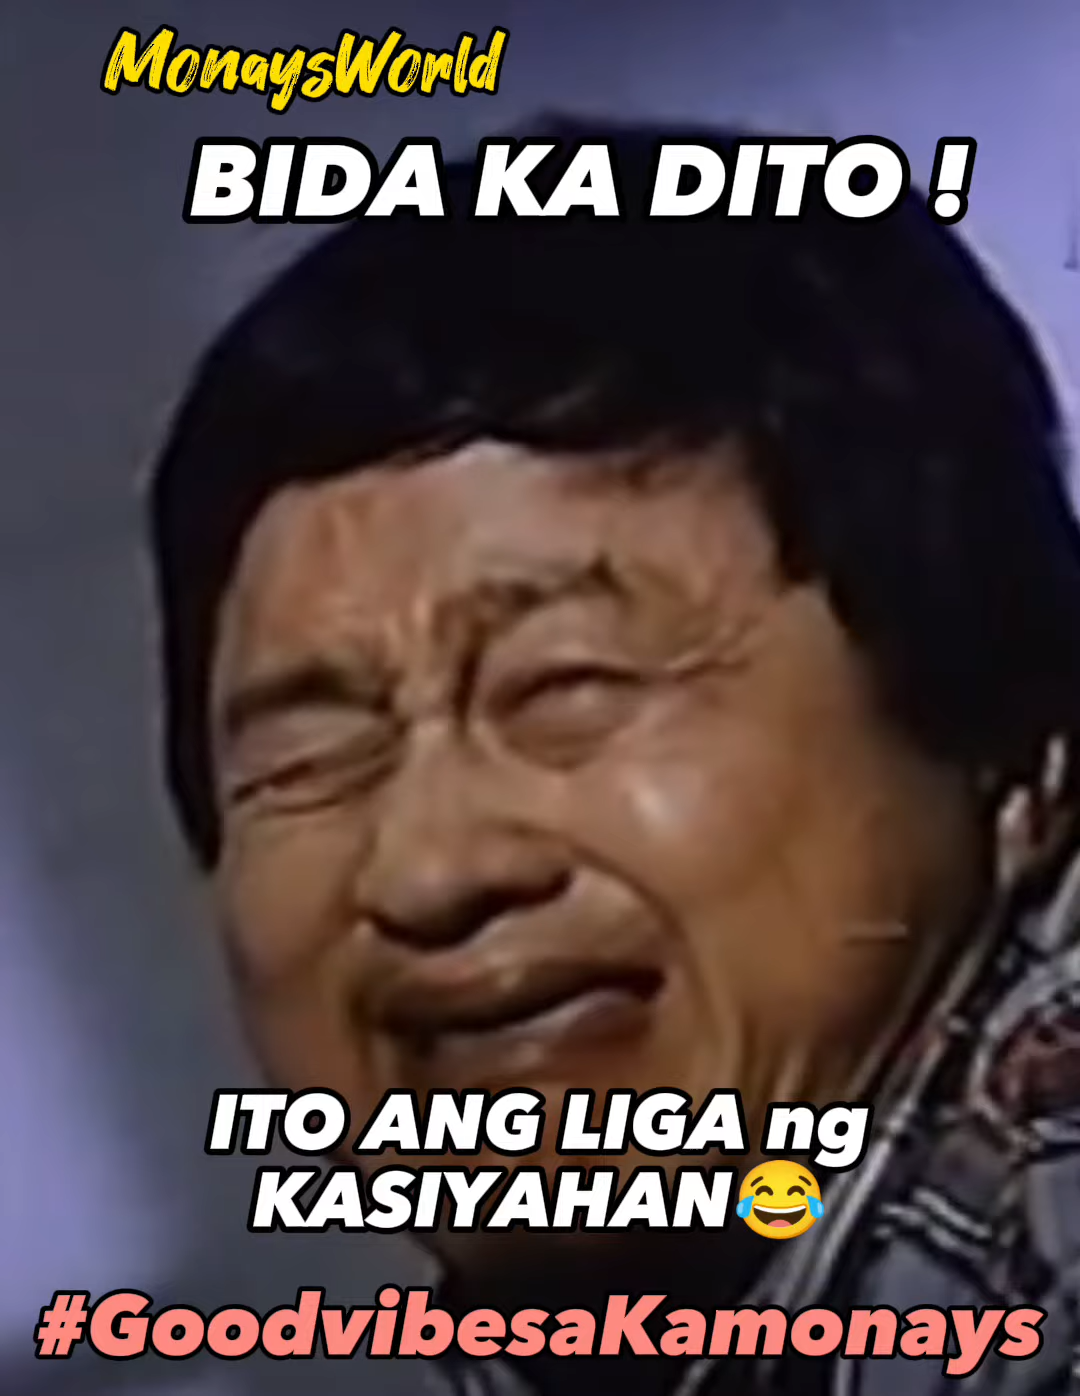 MonaysWorld
BIDA KA DITO !
ITO ANG LIGA ng
KASIYAHAN😂
#GoodvibesaKamonays